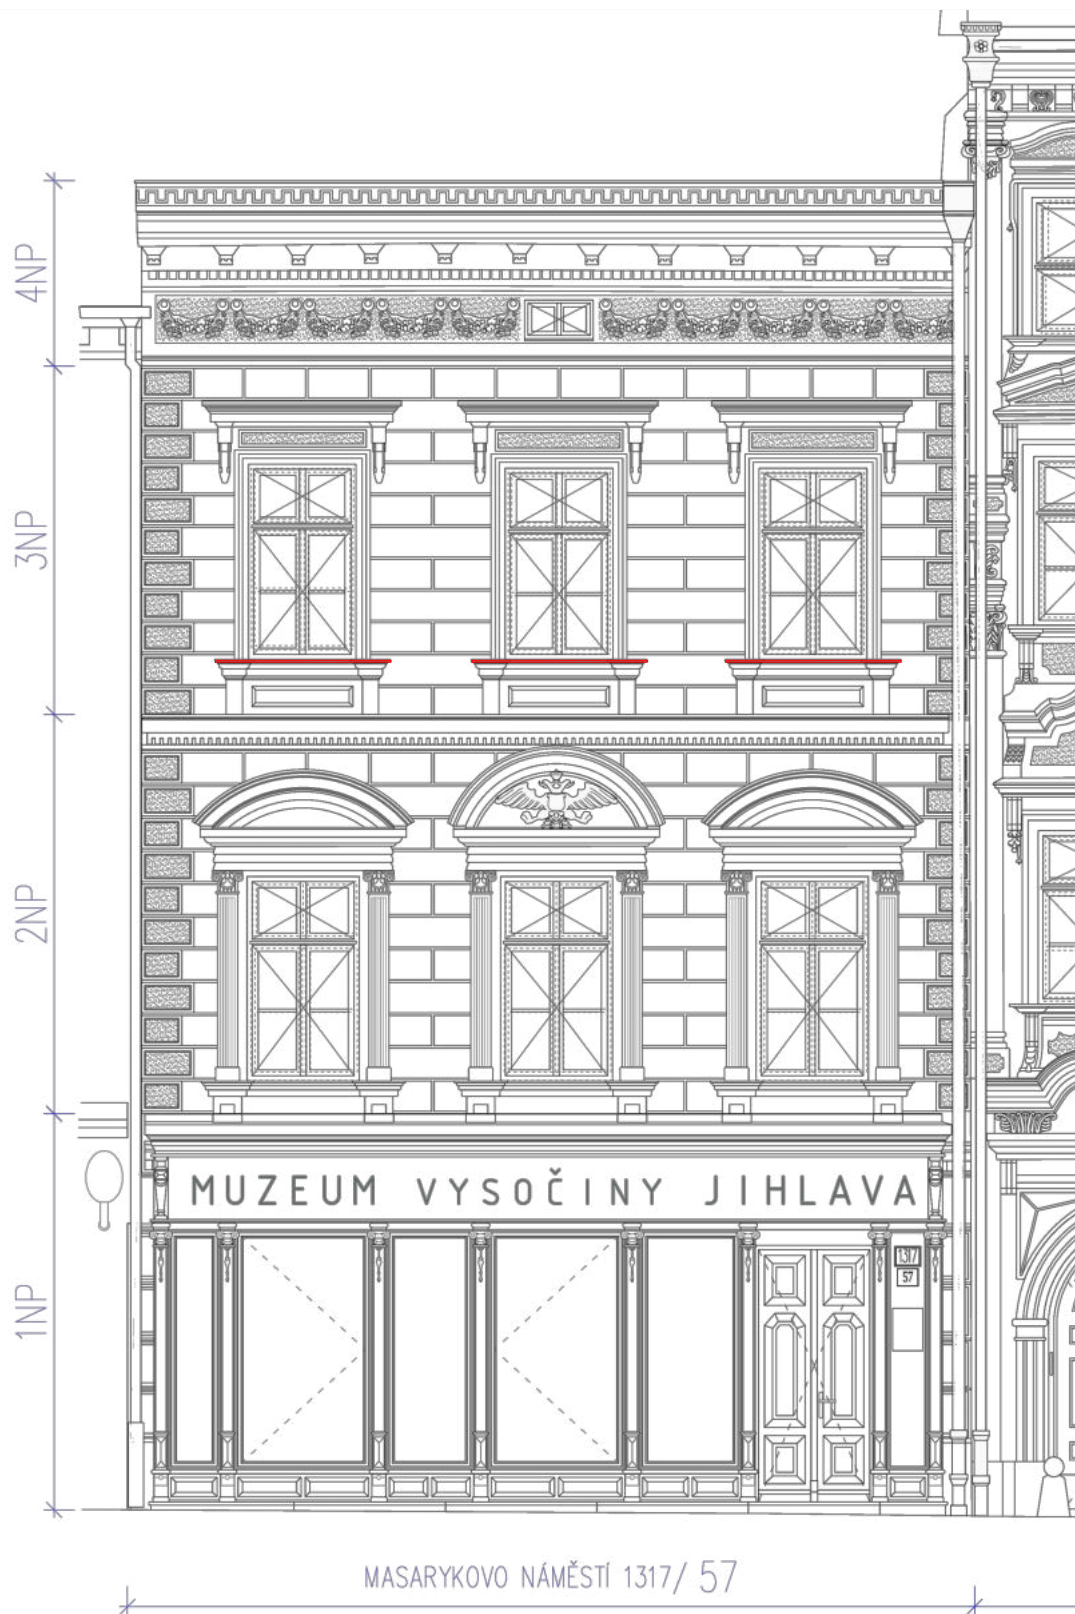 4NP
3NP
2NP
MUZEUM VYSOČINY JIHLAVA
1317
57
1NP
MASARYKOVO NÁMĚSTÍ 1317/ 57